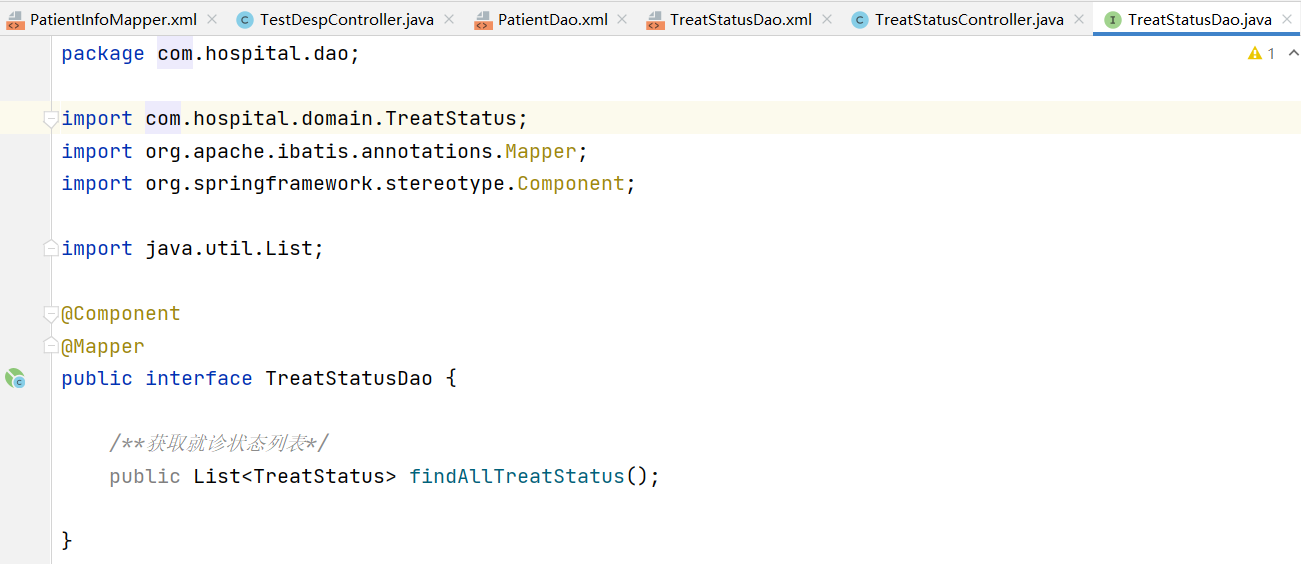 PatientInfoMapper.xml TestDespController.java PatientDao.xml TreatStatusDao.xml TreatStatusController.java TreatStatusDao.java
package com.hospital.dao;
1
import com.hospital.domain.TreatStatus;
import org.apache.ibatis.annotations.Mapper;
import org.springframework.stereotype.Component;
import java.util.List;
@Component
@Mapper
public interface TreatStatusDao {
/**获取就诊状态列表*/
public List<TreatStatus> findAllTreatStatus();
}